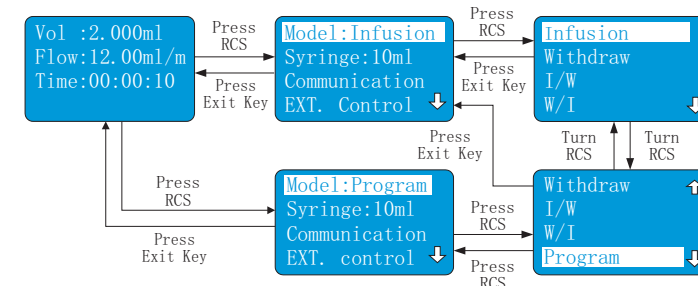 Vol :2.000ml
Flow:12.00ml/m
Time:00:00:10
Press
RCS
Press
Exit Key
Model:Infusion
Syringe:10ml
Communication
EXT. Control
Press
RCS
Press
Exit Key
Infusion
Withdraw
I/W
W/I
Press
Exit Key
Turn
RCS
Turn
RCS
Press
RCS
Press
Exit Key
Model:Program
Syringe:10ml
Communication
EXT. control
Press
RCS
Press
RCS
Withdraw
I/W
W/I
Program